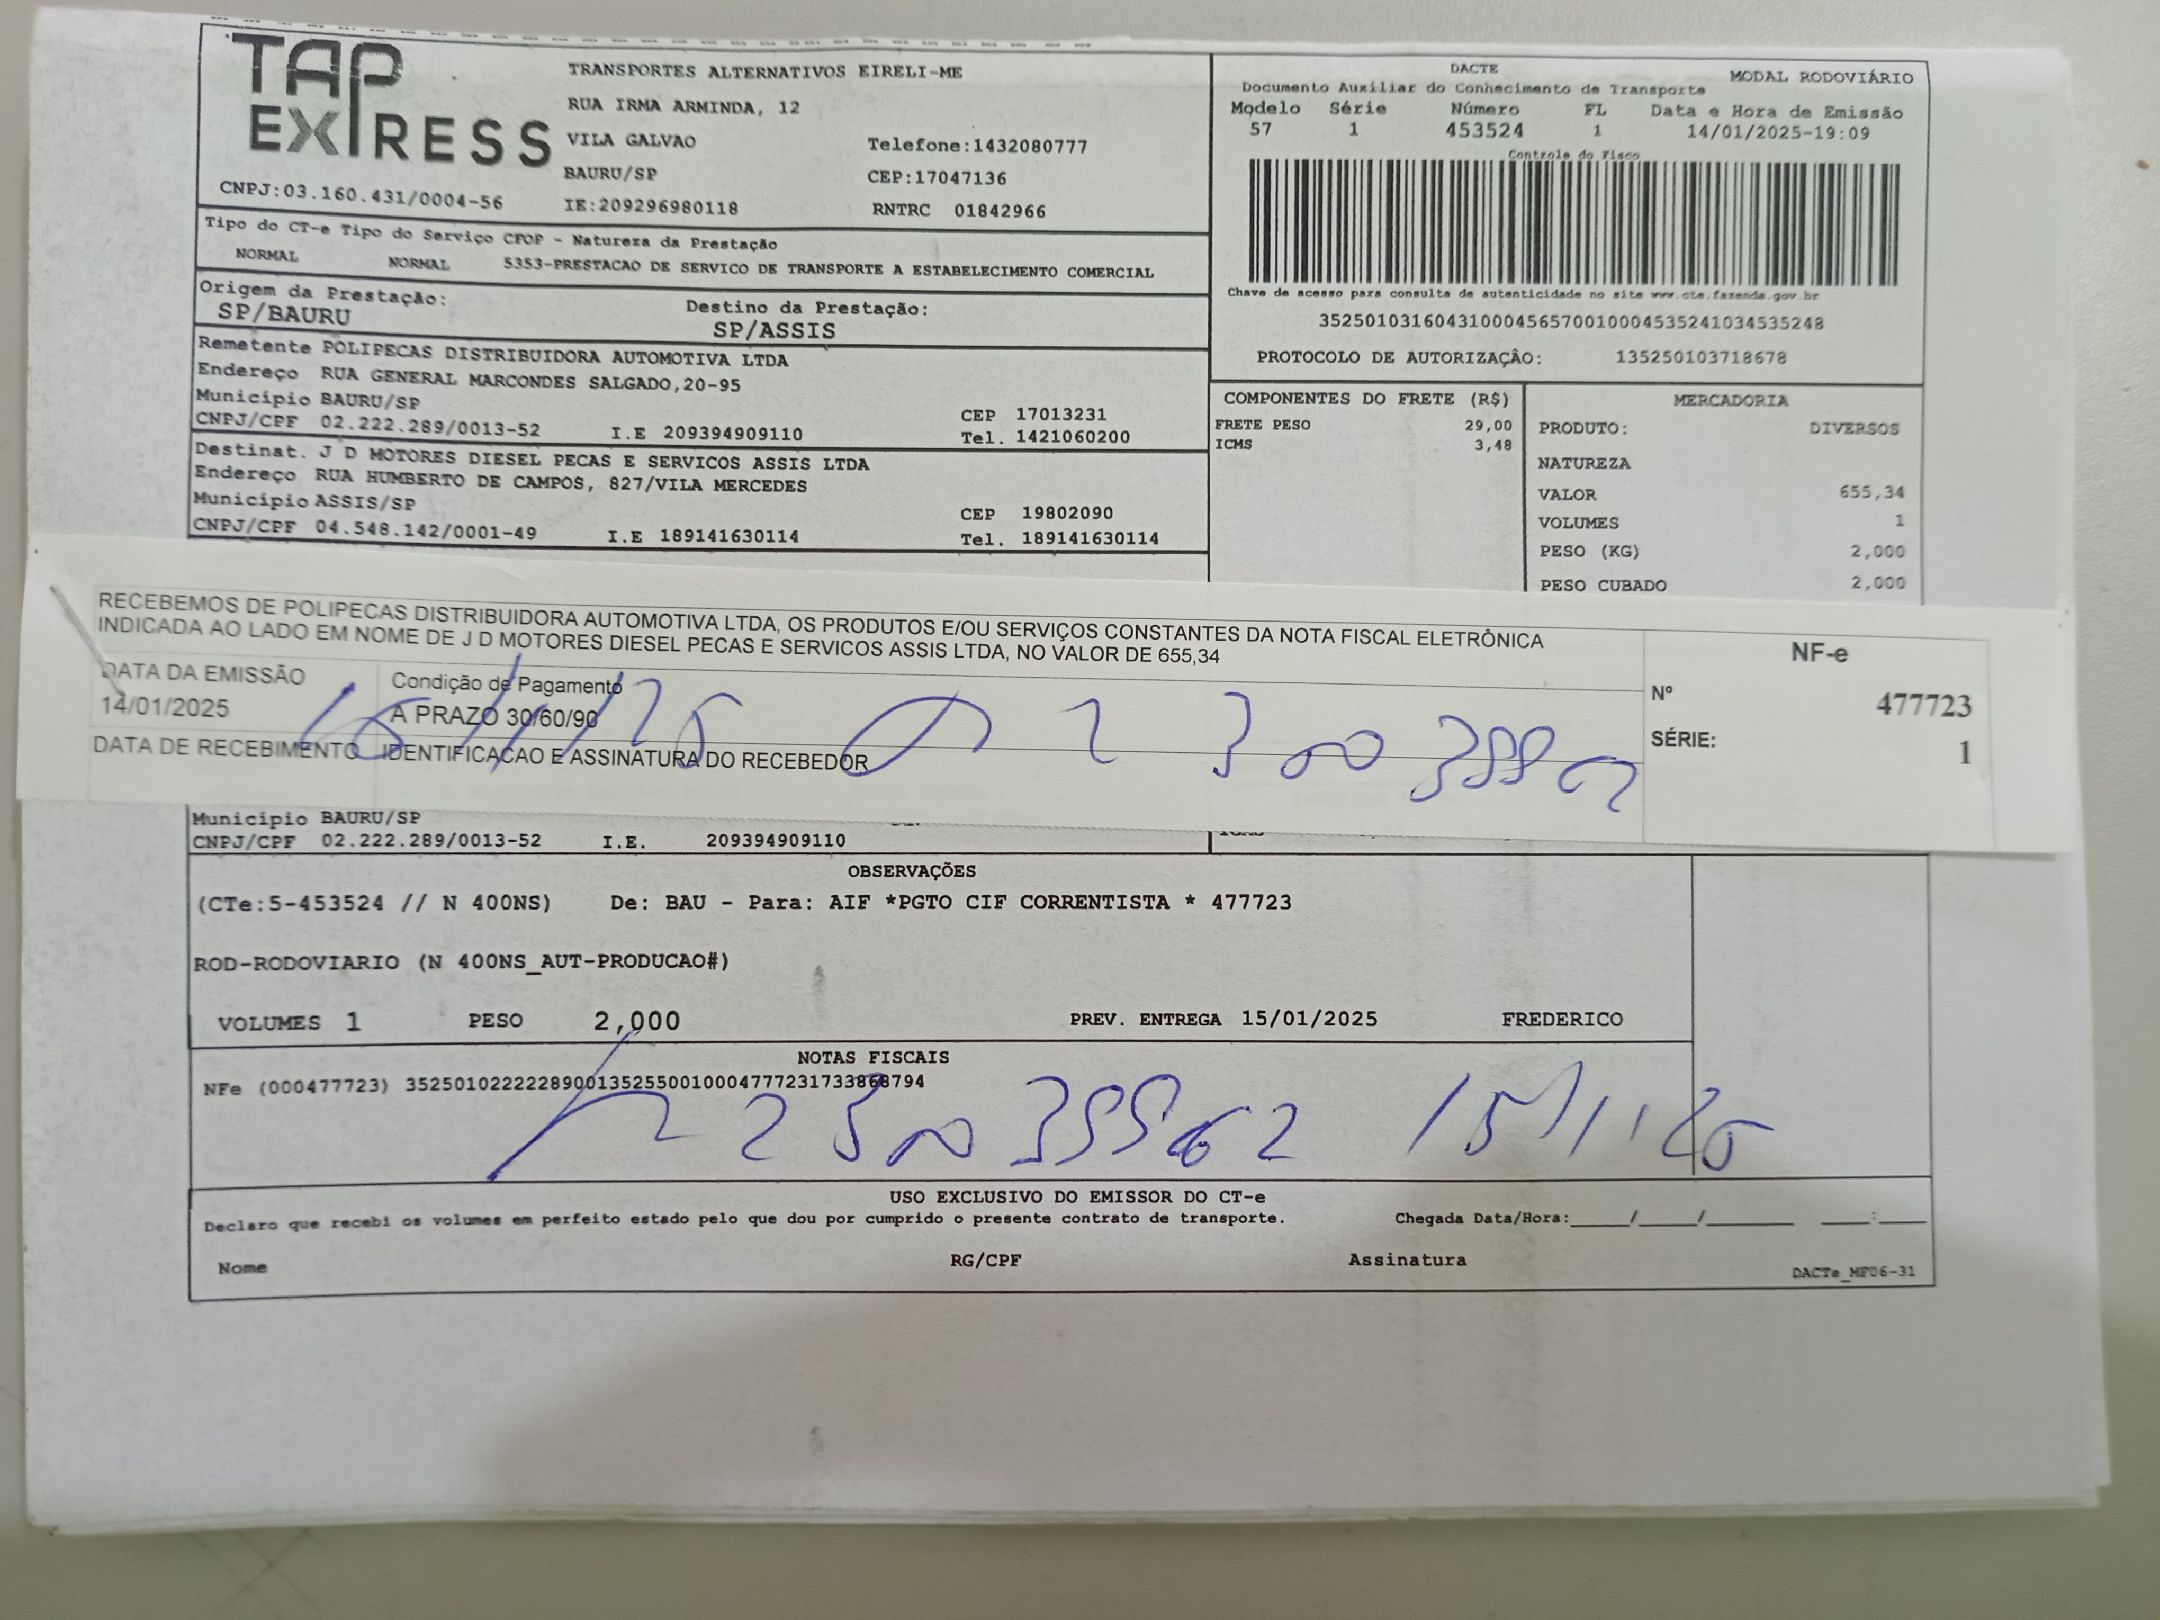 TAP EXPRESS
TRANSPORTES ALTERNATIVOS EIRELI-ME
RUA IRMA ARMINDA, 12
VILA GALVAO Telefone:1432080777
BAURU/SP CEP:17047136
CNPJ:03.160.431/0004-56 IE:209296980118 RNTRC 01842966
Tipo do CT-e Tipo do Serviço CFOP - Natureza da Prestação
NORMAL NORMAL 5353-PRESTACAO DE SERVICO DE TRANSPORTE A ESTABELECIMENTO COMERCIAL
Origem da Prestação: Destino da Prestação:
SP/BAURU SP/ASSIS
Remetente POLIPECAS DISTRIBUIDORA AUTOMOTIVA LTDA
Endereço RUA GENERAL MARCONDES SALGADO,20-95
Município BAURU/SP CEP 17013231
CNPJ/CPF 02.222.289/0013-52 I.E 209394909110 Tel. 1421060200
Destinat. J D MOTORES DIESEL PECAS E SERVICOS ASSIS LTDA
Endereço RUA HUMBERTO DE CAMPOS, 827/VILA MERCEDES
Município ASSIS/SP CEP 19802090
CNPJ/CPF 04.548.142/0001-49 I.E 189141630114 Tel. 189141630114
DACTE MODAL RODOVIÁRIO
Documento Auxiliar do Conhecimento de Transporte
Modelo Série Número FL Data e Hora de Emissão
57 1 453524 1 14/01/2025-19:09
Controle do Fisco
Chave de acesso para consulta de autenticidade no site www.cte.fazenda.gov.br
35250103160431000456570010004535241034535248
PROTOCOLO DE AUTORIZAÇÂO: 135250103718678
COMPONENTES DO FRETE (R$)
FRETE PESO 29,00
ICMS 3,48
MERCADORIA
PRODUTO: DIVERSOS
NATUREZA
VALOR 655,34
VOLUMES 1
PESO (KG) 2,000
PESO CUBADO 2,000
RECEBEMOS DE POLIPECAS DISTRIBUIDORA AUTOMOTIVA LTDA, OS PRODUTOS E/OU SERVIÇOS CONSTANTES DA NOTA FISCAL ELETRÔNICA
INDICADA AO LADO EM NOME DE J D MOTORES DIESEL PECAS E SERVICOS ASSIS LTDA, NO VALOR DE 655,34
DATA DA EMISSÃO Condição de Pagamento
14/01/2025 A PRAZO 30/60/90
DATA DE RECEBIMENTO IDENTIFICACAO E ASSINATURA DO RECEBEDOR
NF-e
Nº 477723
SÉRIE: 1
Município BAURU/SP
CNPJ/CPF 02.222.289/0013-52 I.E. 209394909110
OBSERVAÇÕES
(CTe:5-453524 // N 400NS) De: BAU - Para: AIF *PGTO CIF CORRENTISTA * 477723
ROD-RODOVIARIO (N 400NS_AUT-PRODUCAO#)
VOLUMES 1 PESO 2,000 PREV. ENTREGA 15/01/2025 FREDERICO
NOTAS FISCAIS
NFe (000477723) 35250102222289001352550010004777231733868794
15/1/25
USO EXCLUSIVO DO EMISSOR DO CT-e
Declaro que recebi os volumes em perfeito estado pelo que dou por cumprido o presente contrato de transporte. Chegada Data/Hora:____/____/______ ___:___
Nome RG/CPF Assinatura
DACTe_MF06-31